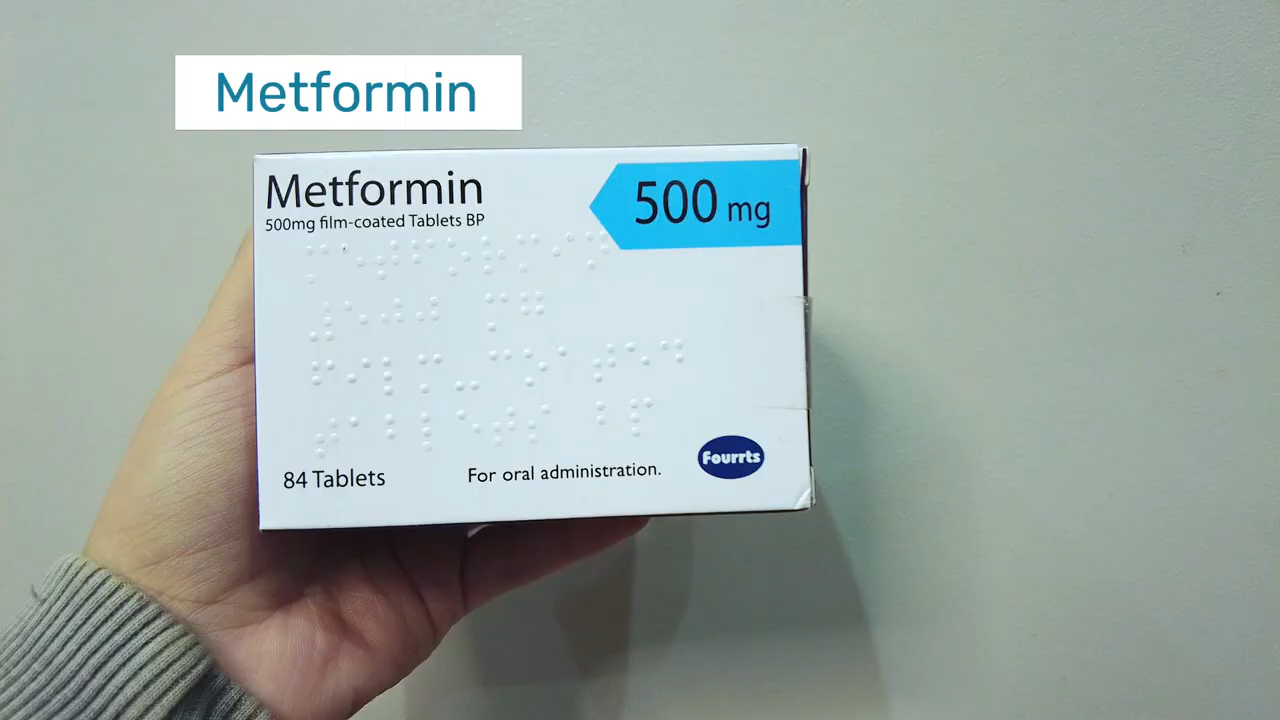 Metformin
Metformin
500mg film-coated Tablets BP
500 mg
84 Tablets
For oral administration.
Fourrts